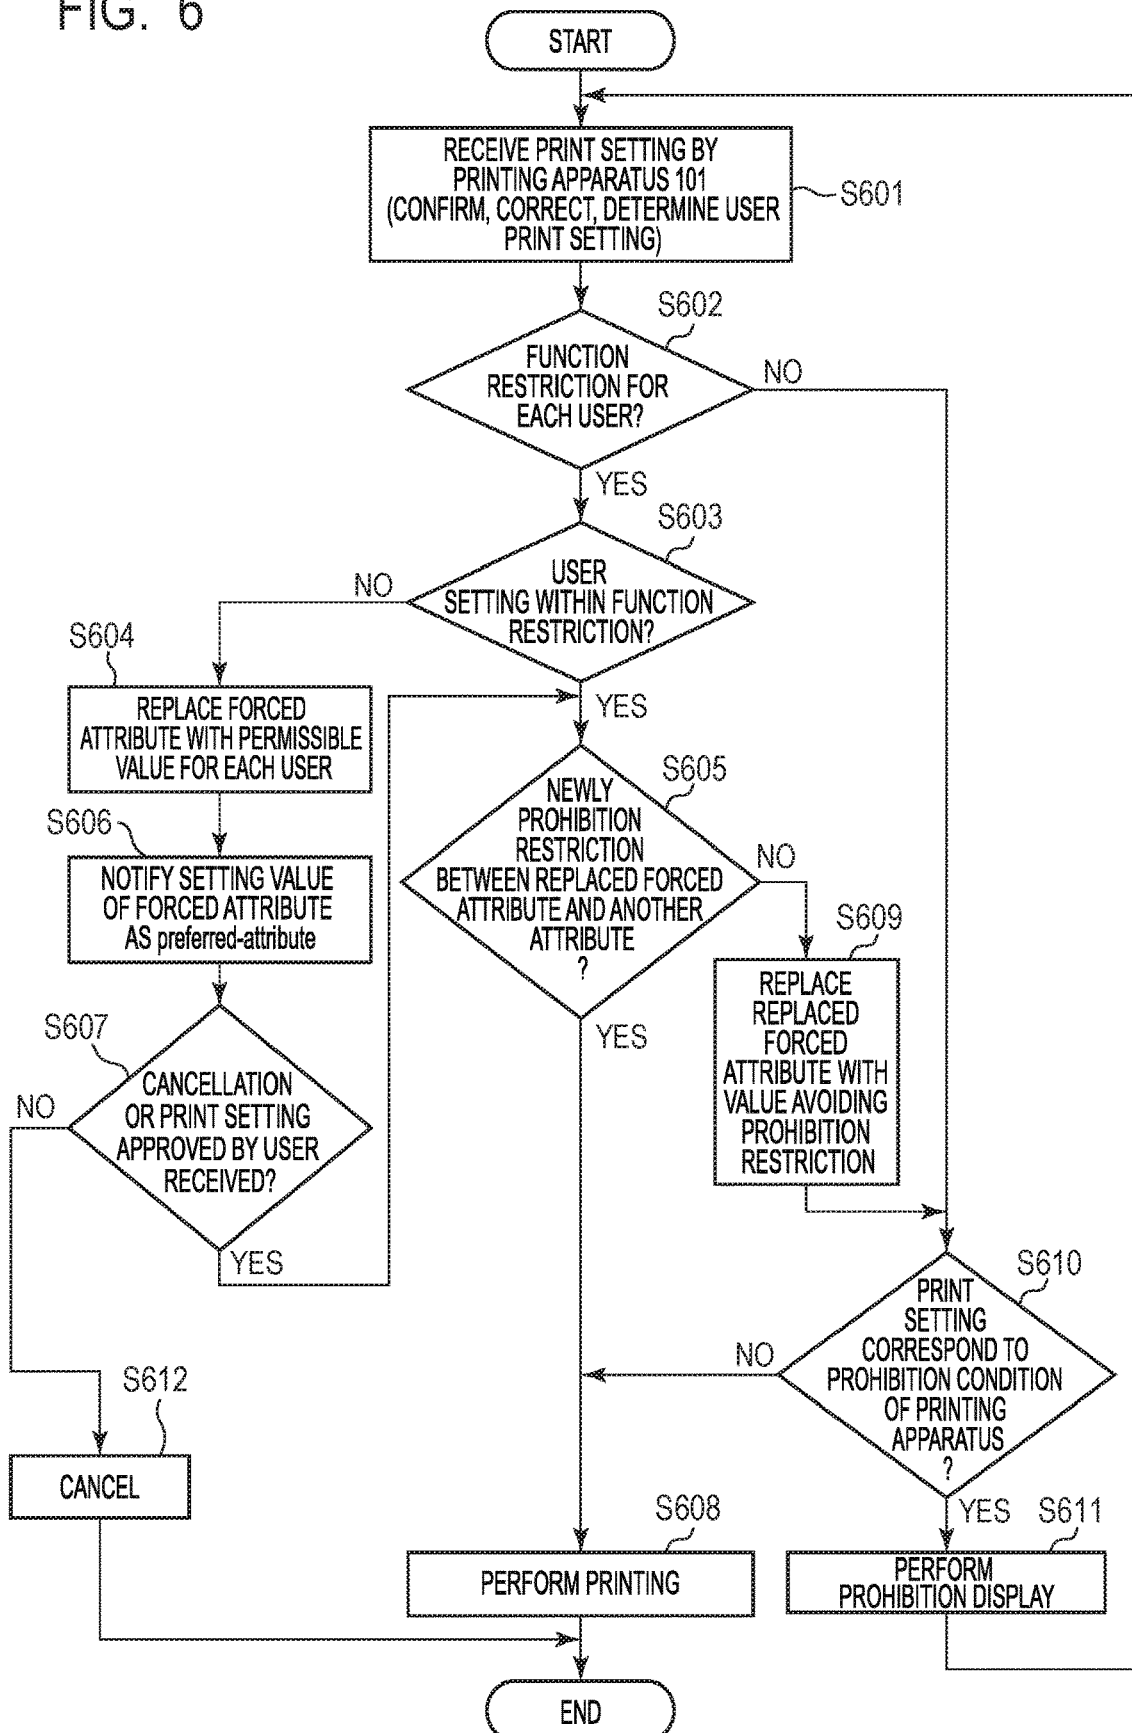 FIG. 6
START
RECEIVE PRINT SETTING BY
PRINTING APPARATUS 101
(CONFIRM, CORRECT, DETERMINE USER
PRINT SETTING)
S601
S602
FUNCTION
RESTRICTION FOR
EACH USER?
NO
YES
S603
USER
SETTING WITHIN FUNCTION
RESTRICTION?
NO
YES
S604
REPLACE FORCED
ATTRIBUTE WITH PERMISSIBLE
VALUE FOR EACH USER
S605
NEWLY
PROHIBITION
RESTRICTION
BETWEEN REPLACED FORCED
ATTRIBUTE AND ANOTHER
ATTRIBUTE
?
NO
YES
S606
NOTIFY SETTING VALUE
OF FORCED ATTRIBUTE
AS preferred-attribute
S609
REPLACE
REPLACED
FORCED
ATTRIBUTE WITH
VALUE AVOIDING
PROHIBITION
RESTRICTION
S607
CANCELLATION
OR PRINT SETTING
APPROVED BY USER
RECEIVED?
NO
YES
S610
PRINT
SETTING
CORRESPOND TO
PROHIBITION CONDITION
OF PRINTING
APPARATUS
?
NO
YES
S612
CANCEL
S608
PERFORM PRINTING
S611
PERFORM
PROHIBITION DISPLAY
END